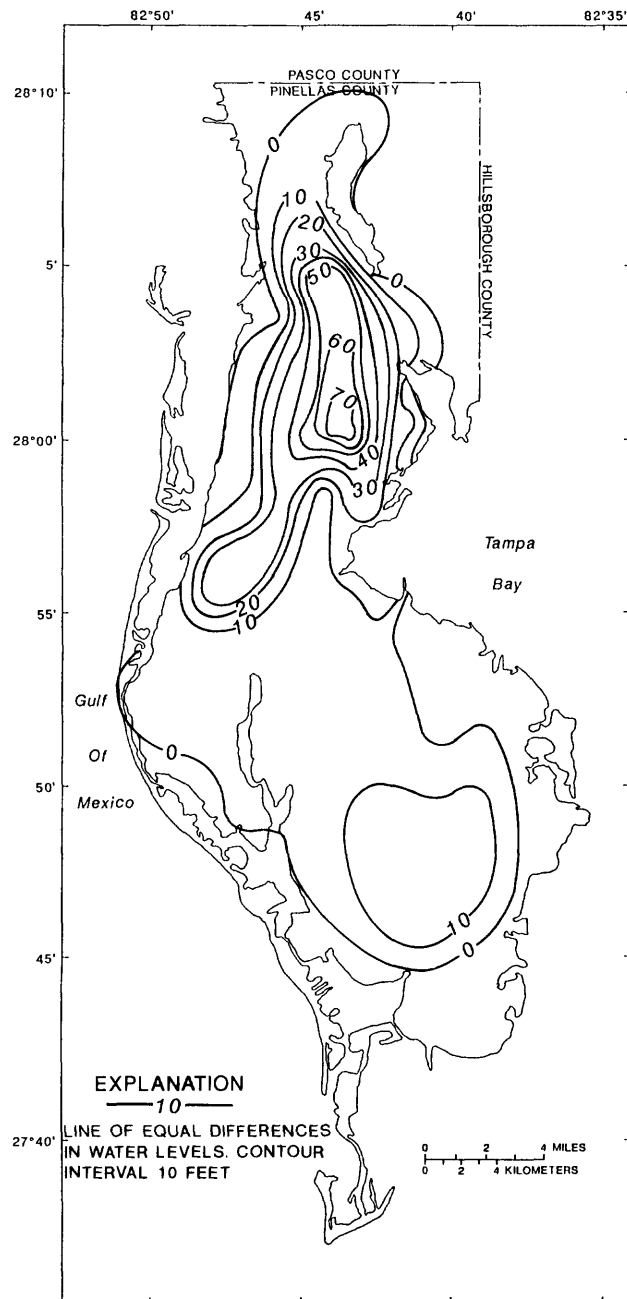 82°50' 45' 40' 82°35'
28°10'
PASCO COUNTY
PINELLAS COUNTY
HILLSBOROUGH COUNTY
0
10
20
30
50
5'
0
60
70
28°00'
40
30
Tampa
Bay
55'
20
10
Gulf
Of
Mexico
0
50'
10
0
45'
EXPLANATION
10
LINE OF EQUAL DIFFERENCES
IN WATER LEVELS. CONTOUR
INTERVAL 10 FEET
27°40'
0 2 4 MILES
0 2 4 KILOMETERS